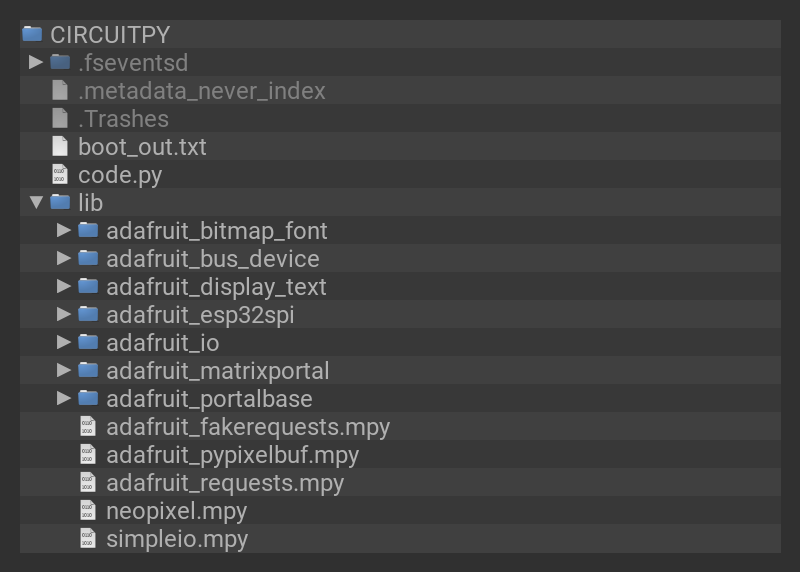 CIRCUITPY
.fseventsd
.metadata_never_index
.Trashes
boot_out.txt
code.py
lib
adafruit_bitmap_font
adafruit_bus_device
adafruit_display_text
adafruit_esp32spi
adafruit_io
adafruit_matrixportal
adafruit_portalbase
adafruit_fakerequests.mpy
adafruit_pypixelbuf.mpy
adafruit_requests.mpy
neopixel.mpy
simpleio.mpy